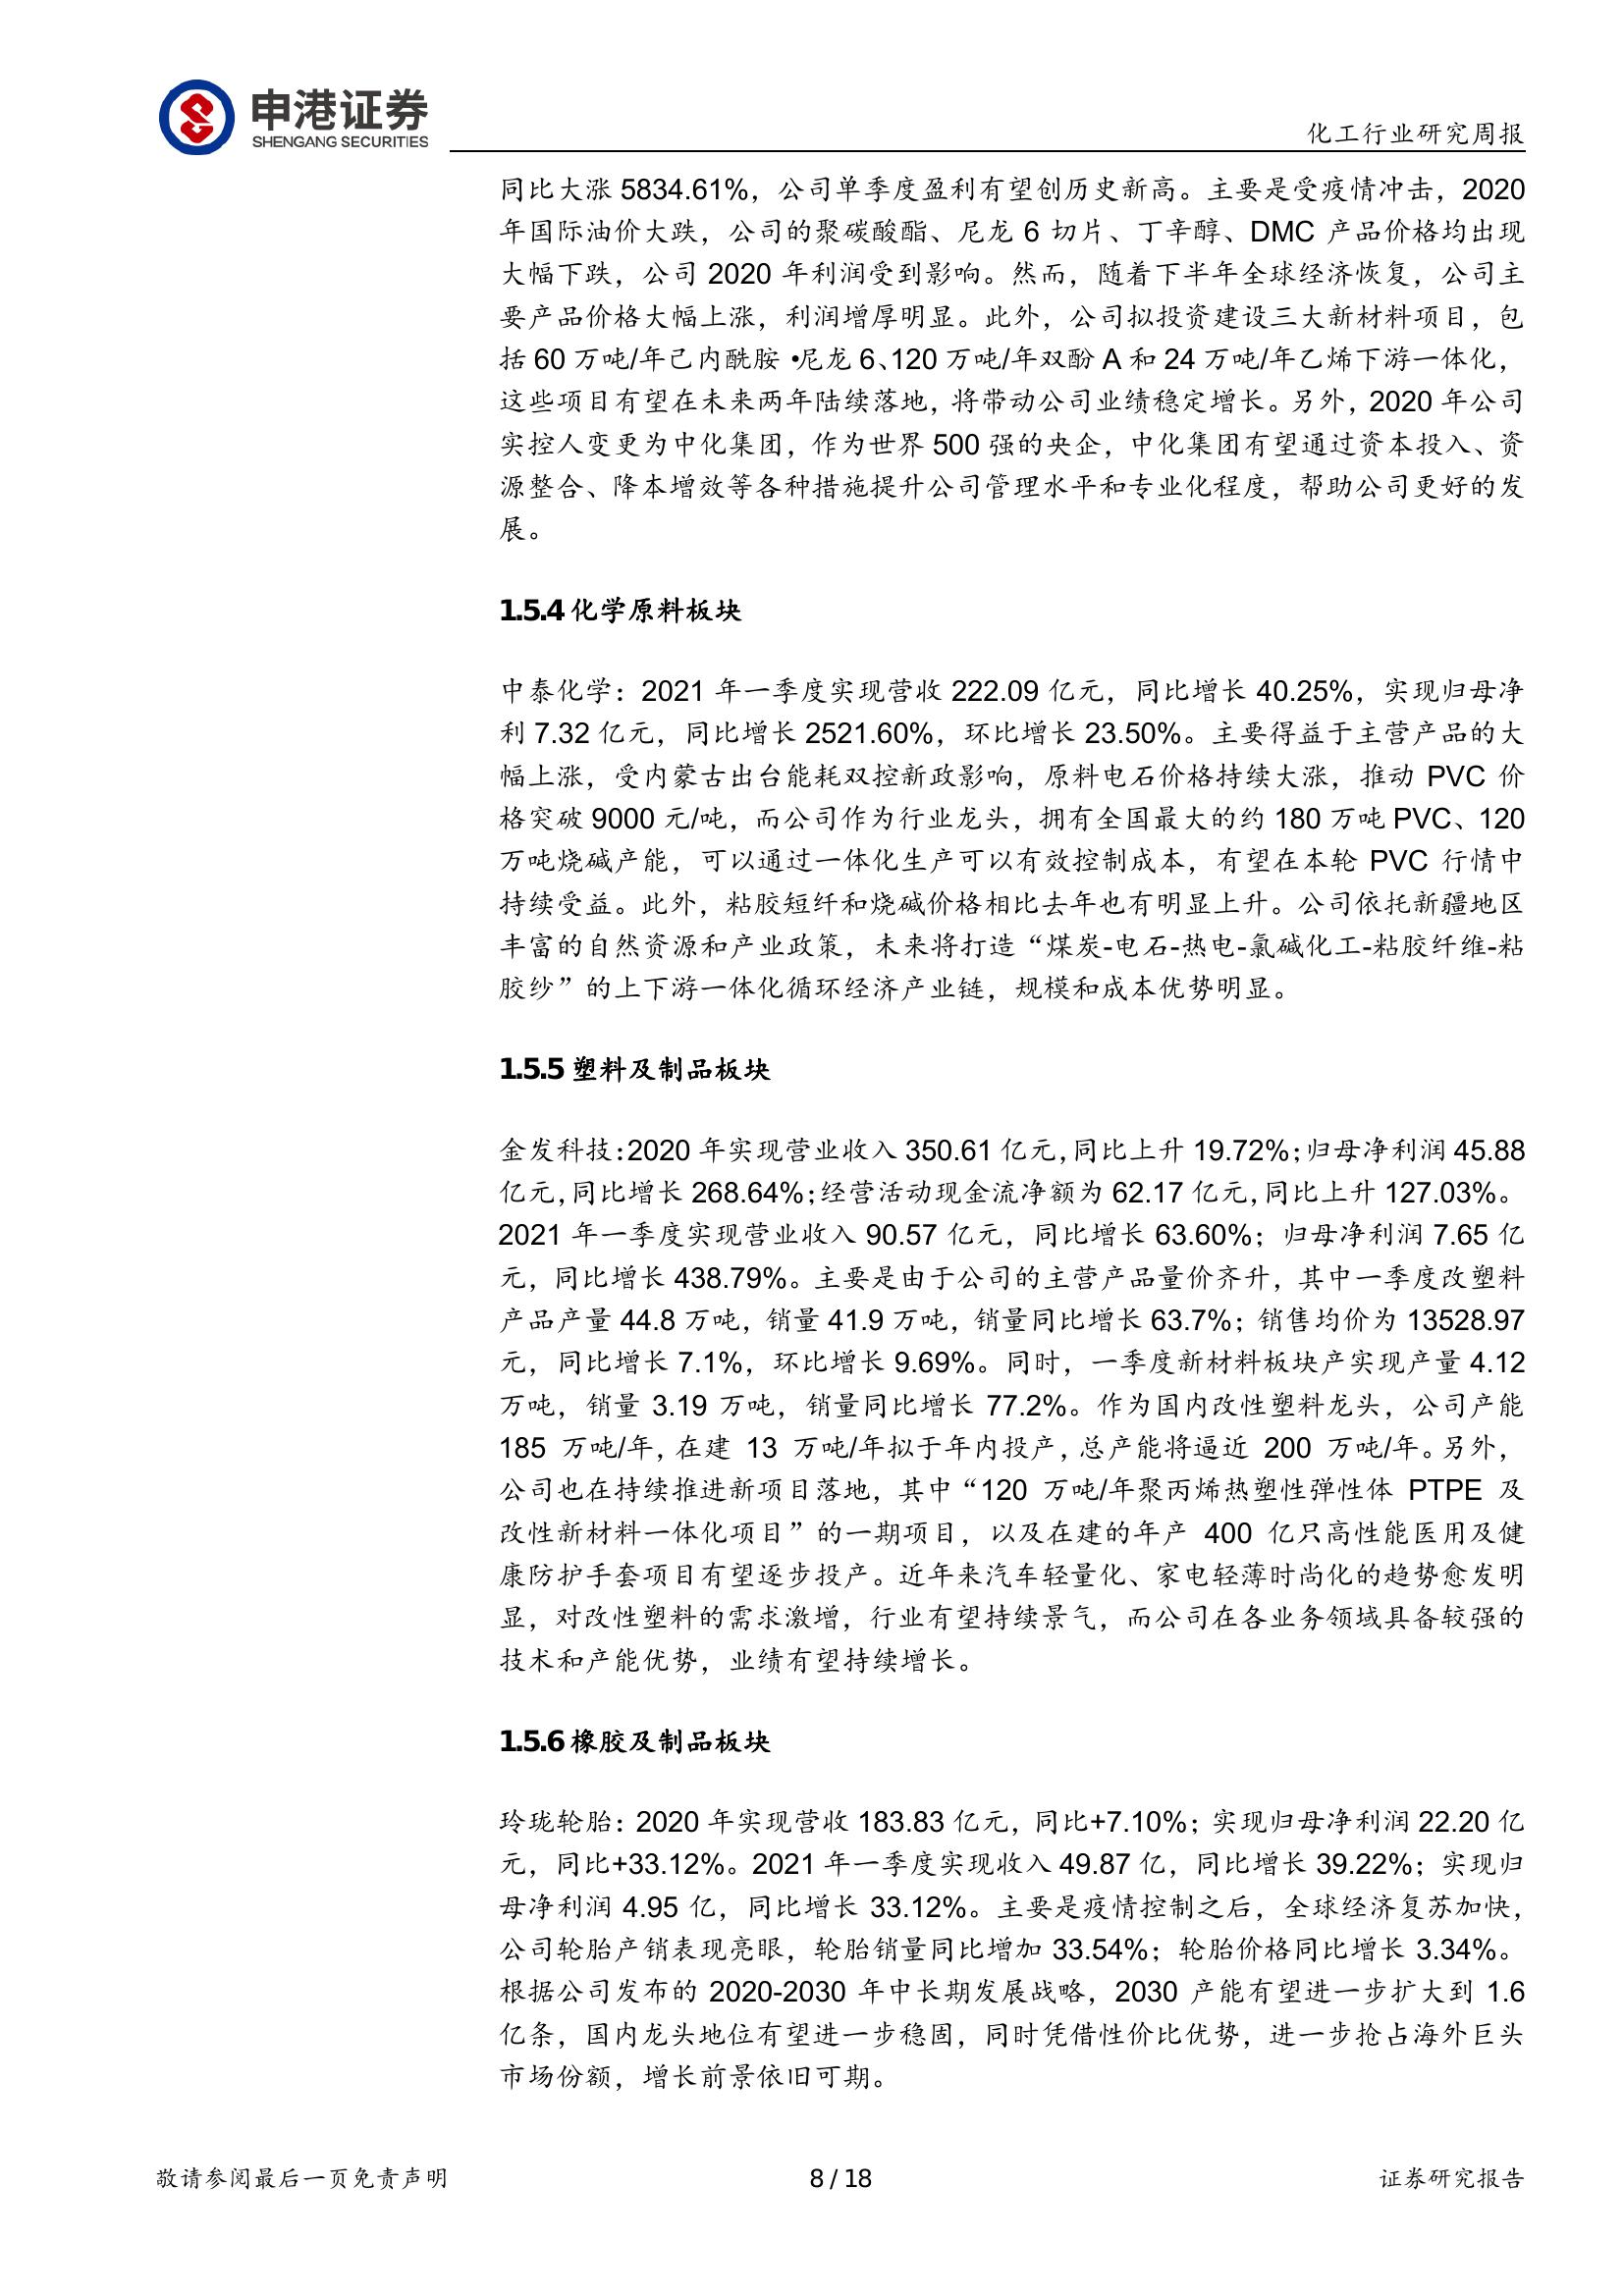 申港证券
SHENGANG SECURITIES
化工行业研究周报
同比大涨 5834.61%，公司单季度盈利有望创历史新高。主要是受疫情冲击，2020
年国际油价大跌，公司的聚碳酸酯、尼龙 6 切片、丁辛醇、DMC 产品价格均出现
大幅下跌，公司 2020 年利润受到影响。然而，随着下半年全球经济恢复，公司主
要产品价格大幅上涨，利润增厚明显。此外，公司拟投资建设三大新材料项目，包
括 60 万吨/年己内酰胺 •尼龙 6、120 万吨/年双酚 A 和 24 万吨/年乙烯下游一体化，
这些项目有望在未来两年陆续落地，将带动公司业绩稳定增长。另外，2020 年公司
实控人变更为中化集团，作为世界 500 强的央企，中化集团有望通过资本投入、资
源整合、降本增效等各种措施提升公司管理水平和专业化程度，帮助公司更好的发
展。
1.5.4 化学原料板块
中泰化学：2021 年一季度实现营收 222.09 亿元，同比增长 40.25%，实现归母净
利 7.32 亿元，同比增长 2521.60%，环比增长 23.50%。主要得益于主营产品的大
幅上涨，受内蒙古出台能耗双控新政影响，原料电石价格持续大涨，推动 PVC 价
格突破 9000 元/吨，而公司作为行业龙头，拥有全国最大的约 180 万吨 PVC、120
万吨烧碱产能，可以通过一体化生产可以有效控制成本，有望在本轮 PVC 行情中
持续受益。此外，粘胶短纤和烧碱价格相比去年也有明显上升。公司依托新疆地区
丰富的自然资源和产业政策，未来将打造“煤炭-电石-热电-氯碱化工-粘胶纤维-粘
胶纱”的上下游一体化循环经济产业链，规模和成本优势明显。
1.5.5 塑料及制品板块
金发科技：2020 年实现营业收入 350.61 亿元，同比上升 19.72%；归母净利润 45.88
亿元，同比增长 268.64%；经营活动现金流净额为 62.17 亿元，同比上升 127.03%。
2021 年一季度实现营业收入 90.57 亿元，同比增长 63.60%；归母净利润 7.65 亿
元，同比增长 438.79%。主要是由于公司的主营产品量价齐升，其中一季度改塑料
产品产量 44.8 万吨，销量 41.9 万吨，销量同比增长 63.7%；销售均价为 13528.97
元，同比增长 7.1%，环比增长 9.69%。同时，一季度新材料板块产实现产量 4.12
万吨，销量 3.19 万吨，销量同比增长 77.2%。作为国内改性塑料龙头，公司产能
185 万吨/年，在建 13 万吨/年拟于年内投产，总产能将逼近 200 万吨/年。另外，
公司也在持续推进新项目落地，其中“120 万吨/年聚丙烯热塑性弹性体 PTPE 及
改性新材料一体化项目”的一期项目，以及在建的年产 400 亿只高性能医用及健
康防护手套项目有望逐步投产。近年来汽车轻量化、家电轻薄时尚化的趋势愈发明
显，对改性塑料的需求激增，行业有望持续景气，而公司在各业务领域具备较强的
技术和产能优势，业绩有望持续增长。
1.5.6 橡胶及制品板块
玲珑轮胎：2020 年实现营收 183.83 亿元，同比+7.10%；实现归母净利润 22.20 亿
元，同比+33.12%。2021 年一季度实现收入 49.87 亿，同比增长 39.22%；实现归
母净利润 4.95 亿，同比增长 33.12%。主要是疫情控制之后，全球经济复苏加快，
公司轮胎产销表现亮眼，轮胎销量同比增加 33.54%；轮胎价格同比增长 3.34%。
根据公司发布的 2020-2030 年中长期发展战略，2030 产能有望进一步扩大到 1.6
亿条，国内龙头地位有望进一步稳固，同时凭借性价比优势，进一步抢占海外巨头
市场份额，增长前景依旧可期。
敬请参阅最后一页免责声明
8 / 18
证券研究报告